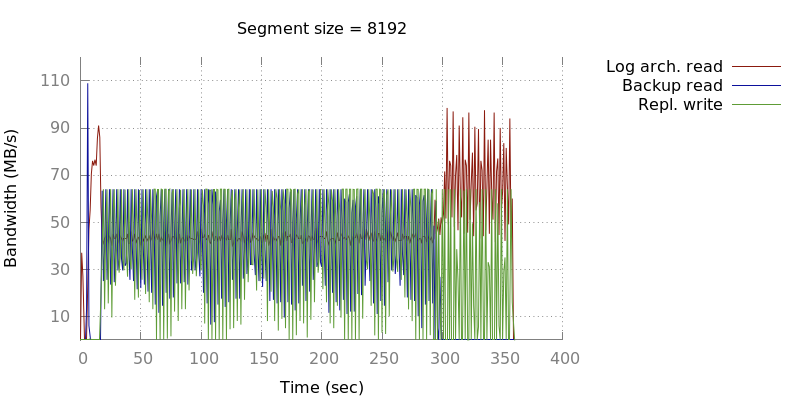 Segment size = 8192
Log arch. read
Backup read
Repl. write
Bandwidth (MB/s)
110
90
70
50
30
10
0 50 100 150 200 250 300 350 400
Time (sec)